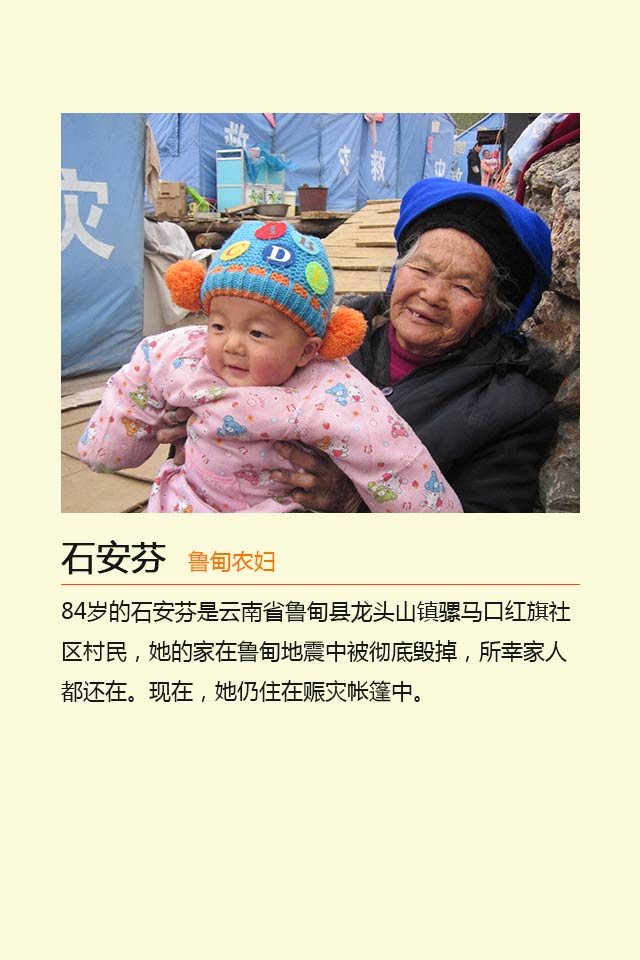 救
灾
救
灾
救
灾
D
石安芬 鲁甸农妇
84岁的石安芬是云南省鲁甸县龙头山镇骡马口红旗社
区村民，她的家在鲁甸地震中被彻底毁掉，所幸家人
都还在。现在，她仍住在赈灾帐篷中。